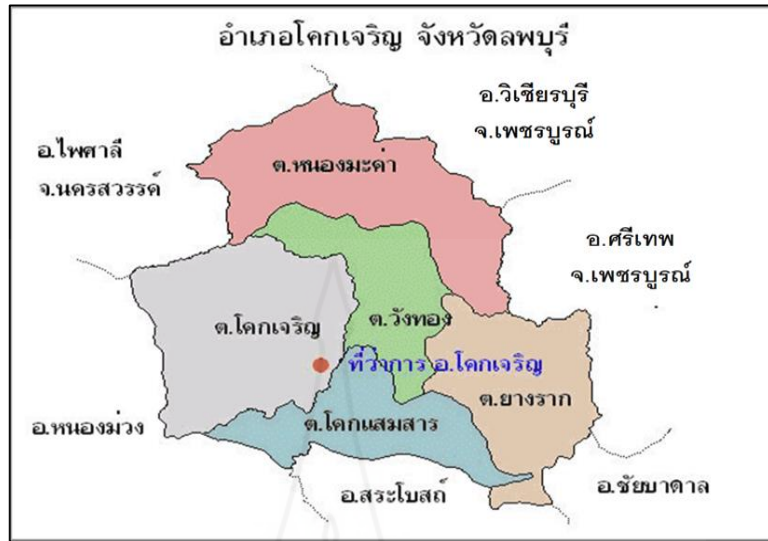 อำเภอโคกเจริญ จังหวัดลพบุรี
อ.วิเชียรบุรี
จ.เพชรบูรณ์
อ.ไพศาลี
จ.นครสวรรค์
ต.หนองมะค่า
อ.ศรีเทพ
จ.เพชรบูรณ์
ต.โคกเจริญ
ต.วังทอง
ที่ว่าการ อ.โคกเจริญ
ต.ยางราก
อ.หนองม่วง
ต.โคกแสมสาร
อ.สระโบสถ์
อ.ชัยบาดาล